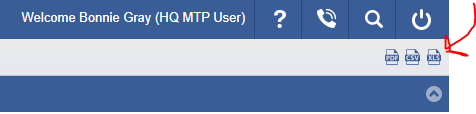 Welcome Bonnie Gray (HQ MTP User) ?
PDF CSV XLS